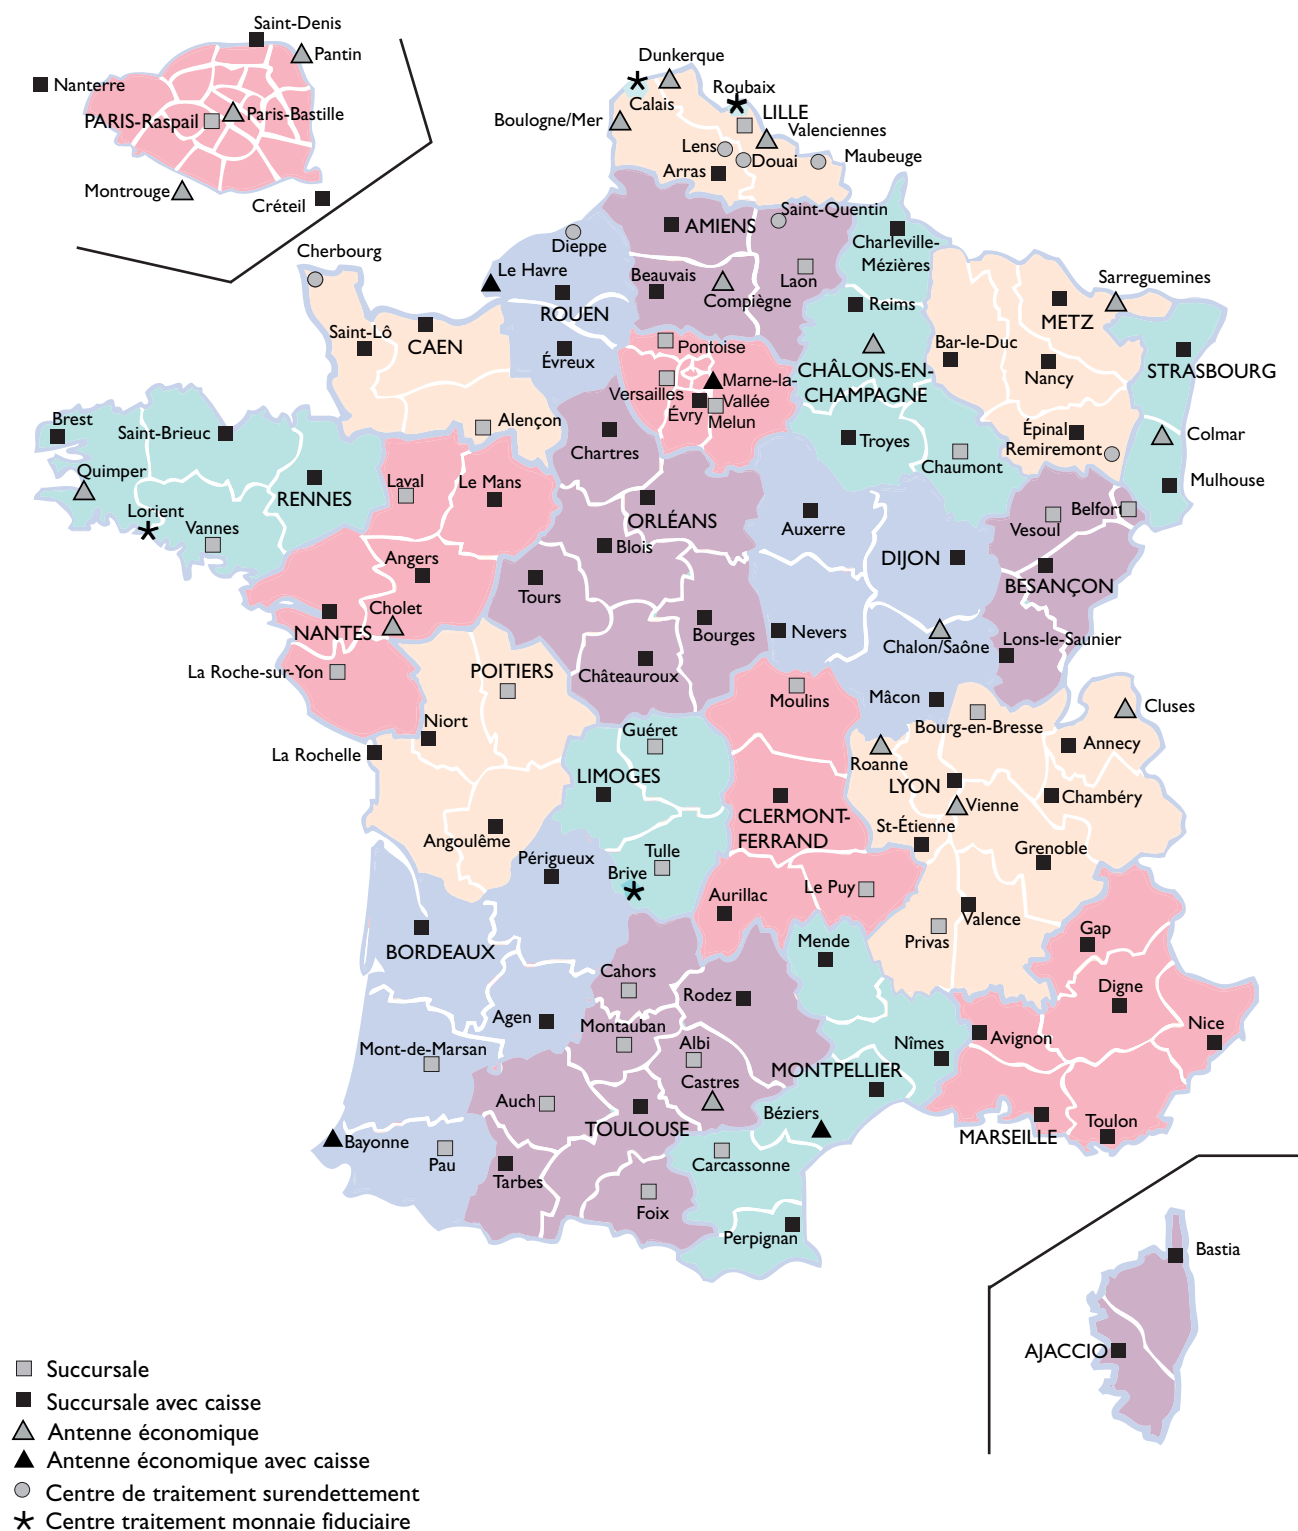 Saint-Denis
Pantin
Nanterre
PARIS-Raspail
Paris-Bastille
Montrouge
Créteil
Dunkerque
Roubaix
Calais
LILLE
Boulogne/Mer
Valenciennes
Lens
Douai
Maubeuge
Arras
Saint-Quentin
AMIENS
Charleville-
Mézières
Dieppe
Cherbourg
Le Havre
Beauvais
Laon
Compiègne
Sarreguemines
Reims
ROUEN
METZ
Saint-Lô
CAEN
Pontoise
Bar-le-Duc
Évreux
CHÂLONS-EN-
CHAMPAGNE
STRASBOURG
Nancy
Marne-la-
Vallée
Versailles
Évry
Melun
Brest
Saint-Brieuc
Alençon
Chartres
Troyes
Épinal
Remiremont
Colmar
Chaumont
Quimper
RENNES
Laval
Le Mans
Mulhouse
Lorient
Vannes
ORLÉANS
Auxerre
Vesoul
Belfort
Blois
Angers
DIJON
BESANÇON
Tours
Cholet
NANTES
Bourges
Nevers
Chalon/Saône
Lons-le-Saunier
La Roche-sur-Yon
POITIERS
Châteauroux
Moulins
Mâcon
Cluses
Niort
Guéret
Bourg-en-Bresse
Annecy
La Rochelle
LIMOGES
Roanne
LYON
Chambéry
Vienne
CLERMONT-
FERRAND
St-Étienne
Angoulême
Périgueux
Tulle
Grenoble
Brive
Aurillac
Le Puy
Valence
Privas
Gap
BORDEAUX
Mende
Cahors
Rodez
Digne
Agen
Montauban
Nice
Avignon
Mont-de-Marsan
Albi
Nîmes
Castres
MONTPELLIER
Auch
Béziers
TOULOUSE
Toulon
MARSEILLE
Bayonne
Pau
Carcassonne
Tarbes
Foix
Perpignan
Bastia
AJACCIO
Succursale
Succursale avec caisse
Antenne économique
Antenne économique avec caisse
Centre de traitement surendettement
Centre traitement monnaie fiduciaire